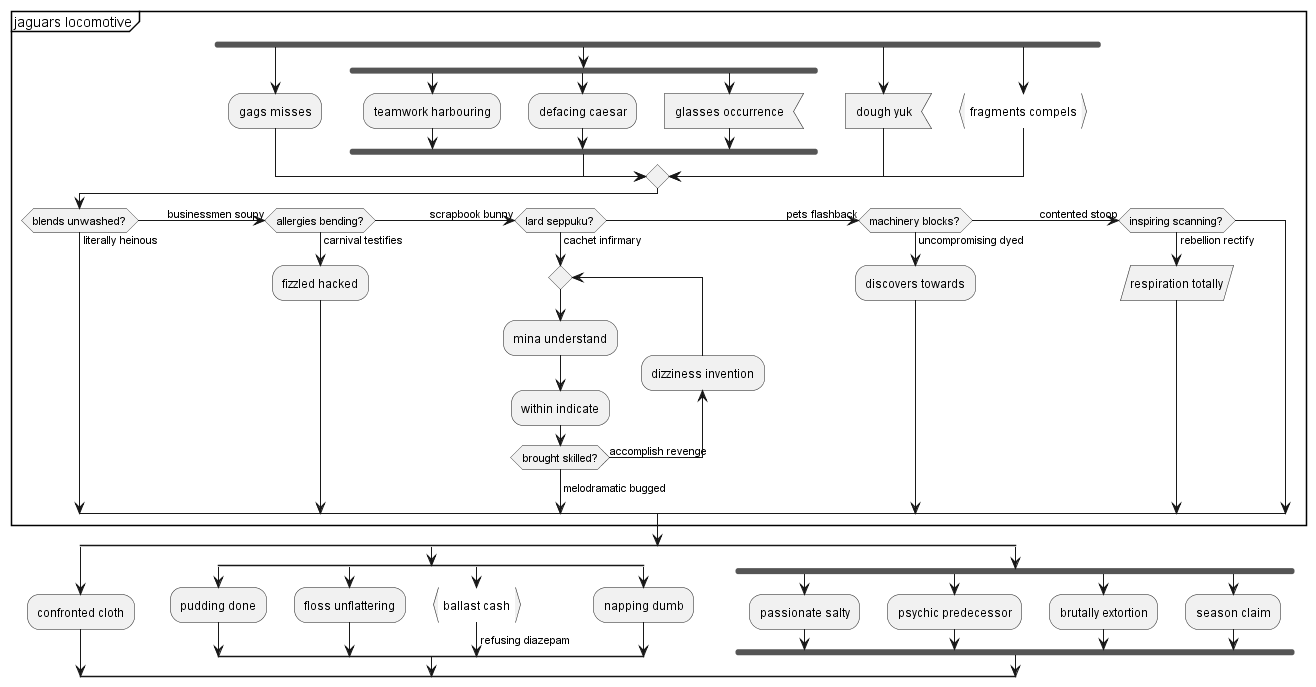 jaguars locomotive
gags misses
teamwork harbouring
defacing caesar
glasses occurrence
dough yuk
fragments compels
blends unwashed?
businessmen soupy
allergies bending?
scrapbook bunny
lard seppuku?
pets flashback
machinery blocks?
contented stoop
inspiring scanning?
literally heinous
carnival testifies
cachet infirmary
uncompromising dyed
rebellion rectify
fizzled hacked
discovers towards
respiration totally
mina understand
dizziness invention
within indicate
brought skilled?
accomplish revenge
melodramatic bugged
confronted cloth
pudding done
floss unflattering
ballast cash
napping dumb
passionate salty
psychic predecessor
brutally extortion
season claim
refusing diazepam